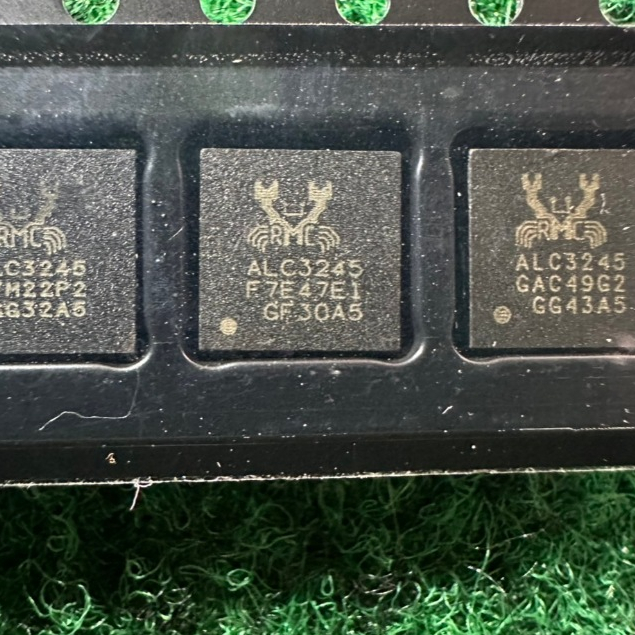 RMC
LC3245
M22P2
G32A5
RMC
ALC3245
F7E47E1
GF30A5
RMC
ALC3245
GAC49G2
GG43A5